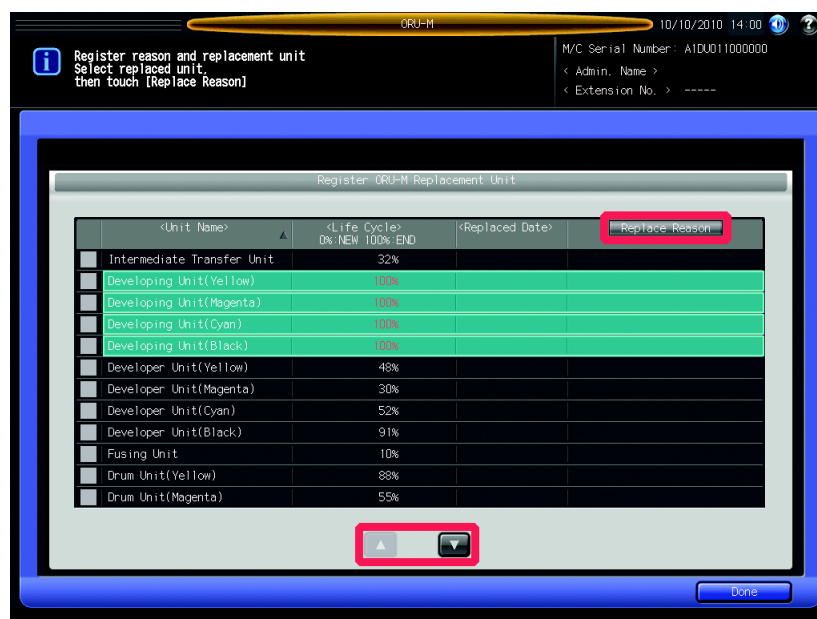 ORU-M
10/10/2010 14:00
i
Register reason and replacement unit
Select replaced unit,
then touch [Replace Reason]
M/C Serial Number: A1DU011000000
< Admin. Name >
< Extension No. > -----
Register ORU-M Replacement Unit
<Unit Name> <Life Cycle> <Replaced Date> Replace Reason
0%:NEW 100%:END
Intermediate Transfer Unit 32%
Developing Unit(Yellow) 100%
Developing Unit(Magenta) 100%
Developing Unit(Cyan) 100%
Developing Unit(Black) 100%
Developer Unit(Yellow) 48%
Developer Unit(Magenta) 30%
Developer Unit(Cyan) 52%
Developer Unit(Black) 91%
Fusing Unit 10%
Drum Unit(Yellow) 88%
Drum Unit(Magenta) 55%
Done